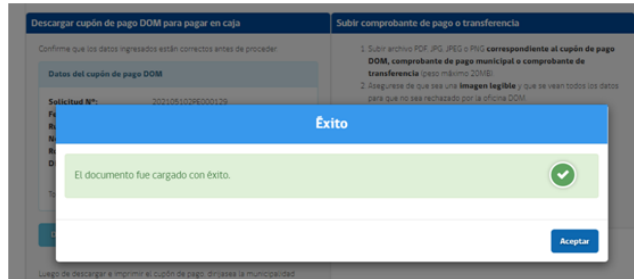 Descargar cupón de pago DOM para pagar en caja
Confirme que los datos ingresados están correctos antes de proceder
Datos del cupón de pago DOM
Solicitud N°:
Subir comprobante de pago o transferencia
1. Subir archivo PDF, JPG, JPEG o PNG correspondiente al cupón de pago
DOM, comprobante de pago municipal o comprobante de
transferencia (peso máximo 20MB)
2. Asegurese de que sea una imagen legible y que se vean todos los datos
para que no sea rechazado por la oficina DOM.
Éxito
El documento fue cargado con éxito.
Aceptar
Luego de descargar e imprimir el cupón de pago, diríjasea la municipalidad